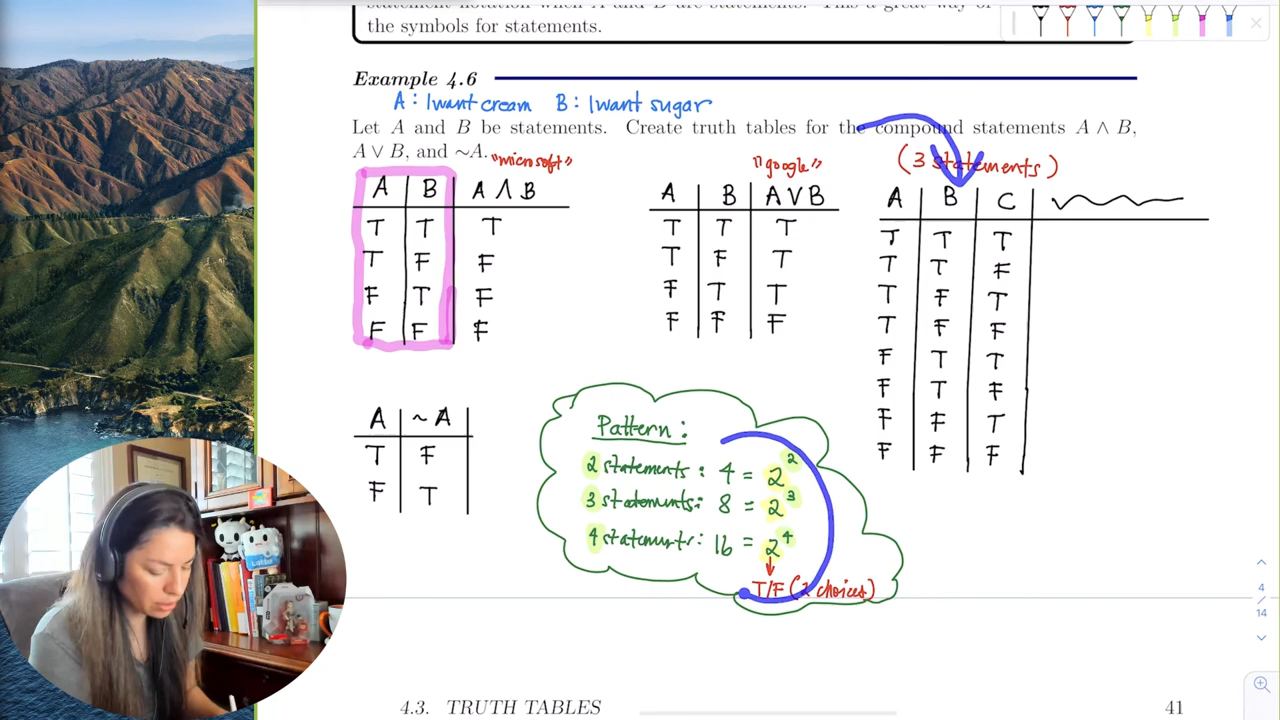 the symbols for statements.
Example 4.6
A: I want cream B: I want sugar
Let A and B be statements. Create truth tables for the compound statements A ∧ B,
A ∨ B, and ∼A.
"microsoft"
A B A ∧ B
T T T
T F F
F T F
F F F
"google"
A B A ∨ B
T T T
T F T
F T T
F F F
(3 statements)
A B C
T T T
T T F
T F T
T F F
F T T
F T F
F F T
F F F
A ~A
T F
F T
Pattern:
2 statements: 4 = 2²
3 statements: 8 = 2³
4 statements: 16 = 2⁴
T/F (2 choices)
4
/
14
4.3. TRUTH TABLES 41